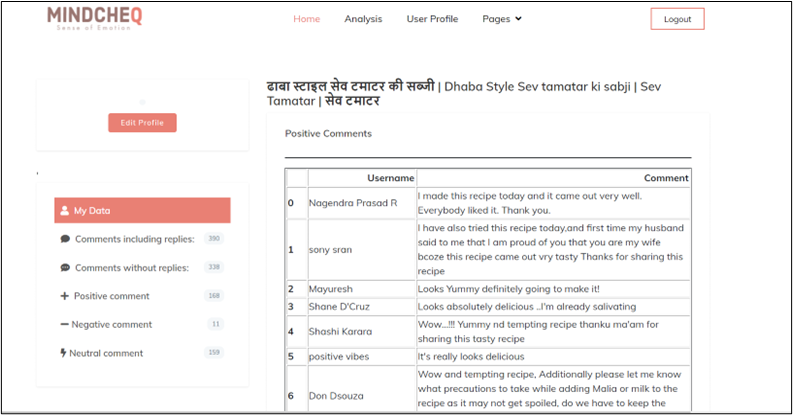 MINDCHEQ
Sense of Emotion
Home Analysis User Profile Pages Logout
Edit Profile
My Data
Comments including replies: 390
Comments without replies: 338
Positive comment 168
Negative comment 11
Neutral comment 159
ढाबा स्टाइल सेव टमाटर की सब्जी | Dhaba Style Sev tamatar ki sabji | Sev
Tamatar | सेव टमाटर
Positive Comments
Username Comment
0 Nagendra Prasad R I made this recipe today and it came out very well.
Everybody liked it. Thank you.
1 sony sran I have also tried this recipe today,and first time my husband
said to me that I am proud of you that you are my wife
bcoze this recipe came out vry tasty Thanks for sharing this
recipe
2 Mayuresh Looks Yummy definitely going to make it!
3 Shane D'Cruz Looks absolutely delicious ..I'm already salivating
4 Shashi Karara Wow...!!! Yummy nd tempting recipe thanku ma'am for
sharing this tasty recipe
5 positive vibes It's really looks delicious
6 Don Dsouza Wow and tempting recipe, Additionally please let me know
what precautions to take while adding Malia or milk to the
recipe as it may not get spoiled, do we have to keep the